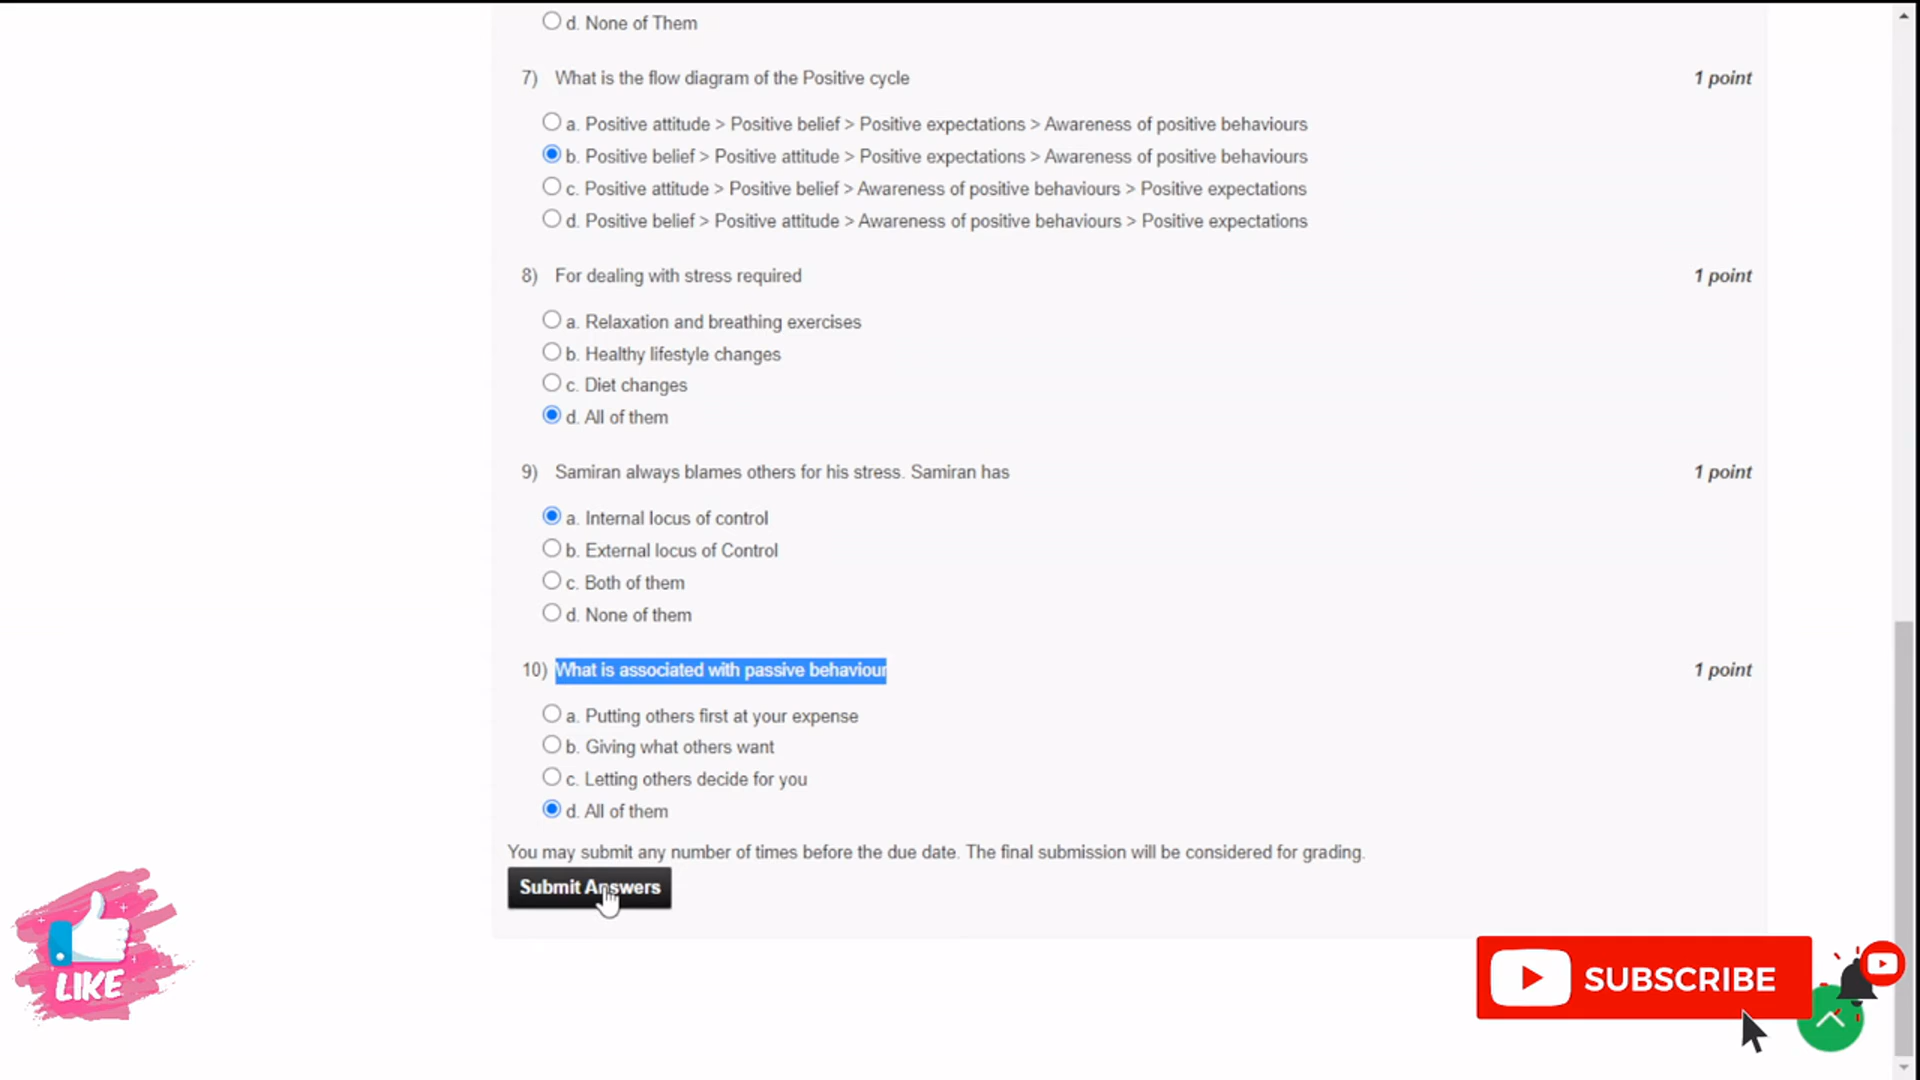 d. None of Them
7) What is the flow diagram of the Positive cycle 1 point
a. Positive attitude > Positive belief > Positive expectations > Awareness of positive behaviours
b. Positive belief > Positive attitude > Positive expectations > Awareness of positive behaviours
c. Positive attitude > Positive belief > Awareness of positive behaviours > Positive expectations
d. Positive belief > Positive attitude > Awareness of positive behaviours > Positive expectations
8) For dealing with stress required 1 point
a. Relaxation and breathing exercises
b. Healthy lifestyle changes
c. Diet changes
d. All of them
9) Samiran always blames others for his stress. Samiran has 1 point
a. Internal locus of control
b. External locus of Control
c. Both of them
d. None of them
10) What is associated with passive behaviour 1 point
a. Putting others first at your expense
b. Giving what others want
c. Letting others decide for you
d. All of them
You may submit any number of times before the due date. The final submission will be considered for grading.
Submit Answers
LIKE
SUBSCRIBE